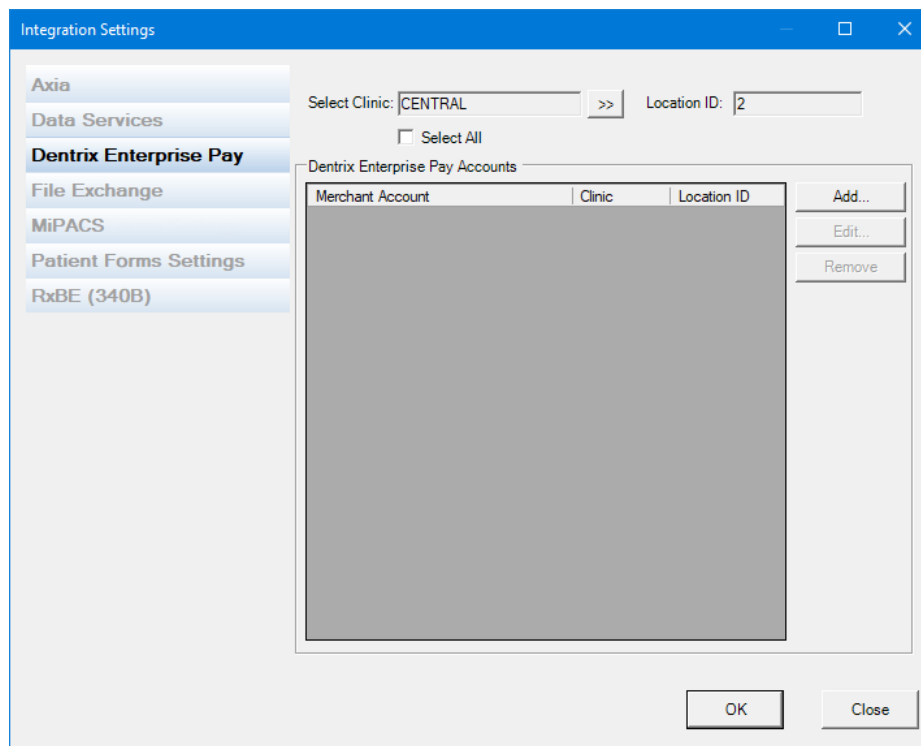 Integration Settings
Axia
Data Services
Dentrix Enterprise Pay
File Exchange
MiPACS
Patient Forms Settings
RxBE (340B)
Select Clinic: CENTRAL >> Location ID: 2
Select All
Dentrix Enterprise Pay Accounts
Merchant Account Clinic Location ID
Add...
Edit...
Remove
OK Close